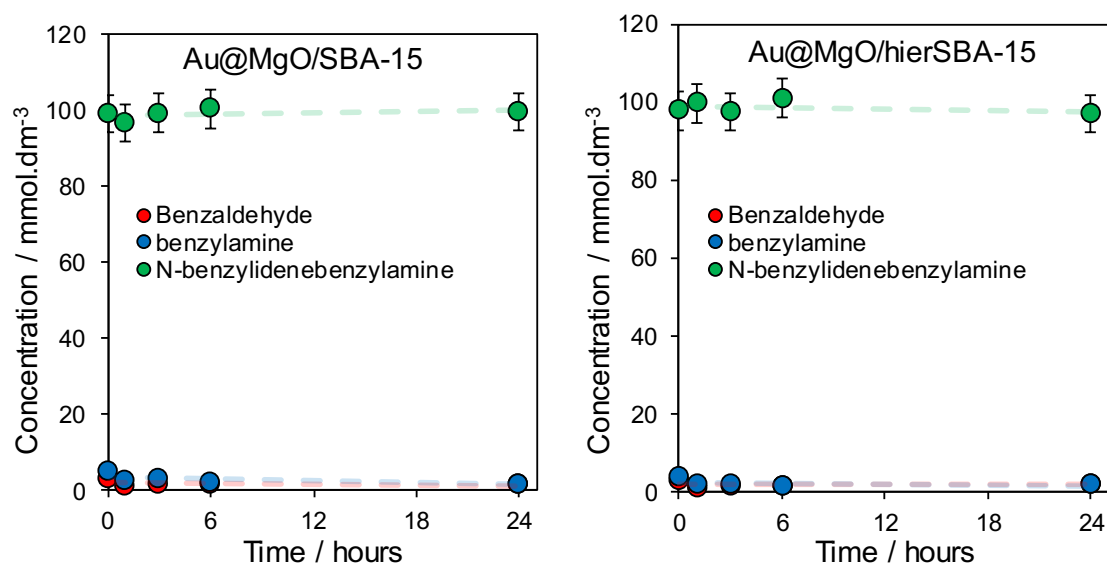 Au@MgO/SBA-15
120
100
80
60
40
20
0
Concentration / mmol.dm-3
Benzaldehyde
benzylamine
N-benzylidenebenzylamine
0 6 12 18 24
Time / hours
Au@MgO/hierSBA-15
120
100
80
60
40
20
0
Concentration / mmol.dm-3
Benzaldehyde
benzylamine
N-benzylidenebenzylamine
0 6 12 18 24
Time / hours